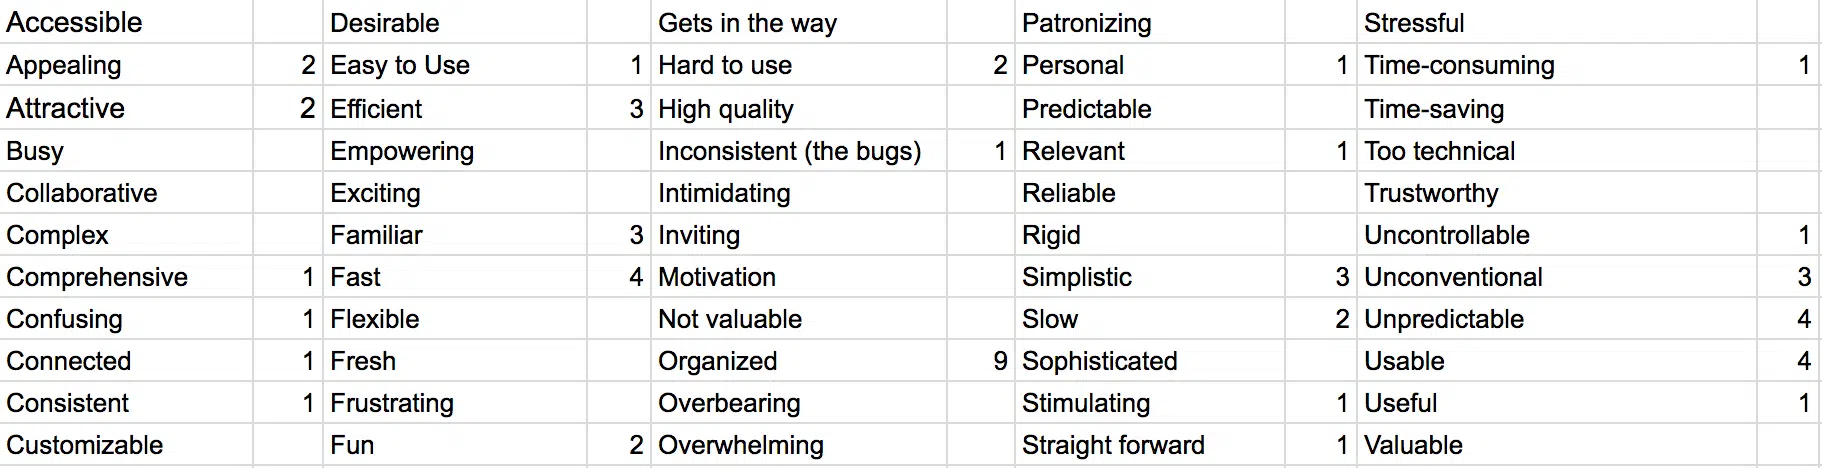 Accessible Desirable Gets in the way Patronizing Stressful
Appealing 2 Easy to Use 1 Hard to use 2 Personal 1 Time-consuming 1
Attractive 2 Efficient 3 High quality Predictable Time-saving
Busy Empowering Inconsistent (the bugs) 1 Relevant 1 Too technical
Collaborative Exciting Intimidating Reliable Trustworthy
Complex Familiar 3 Inviting Rigid Uncontrollable 1
Comprehensive 1 Fast 4 Motivation Simplistic 3 Unconventional 3
Confusing 1 Flexible Not valuable Slow 2 Unpredictable 4
Connected 1 Fresh Organized 9 Sophisticated Usable 4
Consistent 1 Frustrating Overbearing Stimulating 1 Useful 1
Customizable Fun 2 Overwhelming Straight forward 1 Valuable